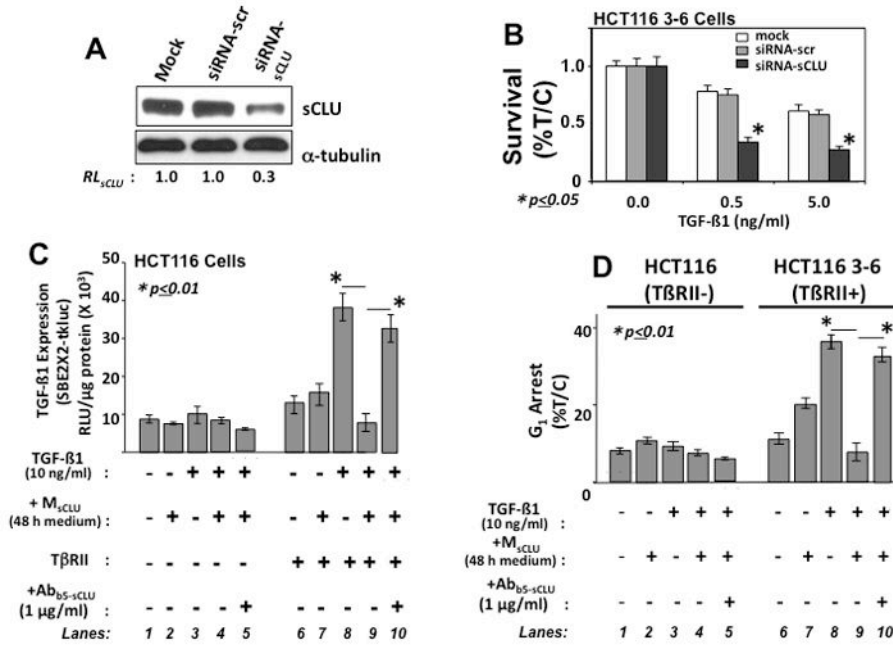 A
Mock
siRNA-scr
siRNA-
sCLU
sCLU
α-tubulin
RLsCLU : 1.0 1.0 0.3
B
HCT116 3-6 Cells
mock
siRNA-scr
siRNA-sCLU
Survival
(%T/C)
1.0
0.5
0
*
*
* p≤0.05
0.0 0.5 5.0
TGF-ß1 (ng/ml)
C
HCT116 Cells
* p≤0.01
TGF-ß1 Expression
(SBE2X2-tkluc)
RLU/µg protein (X 10³)
50
40
30
20
10
*
*
TGF-ß1
(10 ng/ml) : - - + + + - - + + +
+ MsCLU
(48 h medium) : - + - + + - + - + +
TβRII : - - - - - + + + + +
+Abb5-sCLU
(1 µg/ml) : - - - - + - - - - +
Lanes: 1 2 3 4 5 6 7 8 9 10
D
HCT116
(TßRII-)
HCT116 3-6
(TßRII+)
* p≤0.01
G1 Arrest
(%T/C)
40
20
0
*
*
TGF-ß1
(10 ng/ml) : - - + + + - - + + +
+MsCLU
(48 h medium) : - + - + + - + - + +
+Abb5-sCLU
(1 µg/ml) : - - - - + - - - - +
Lanes: 1 2 3 4 5 6 7 8 9 10